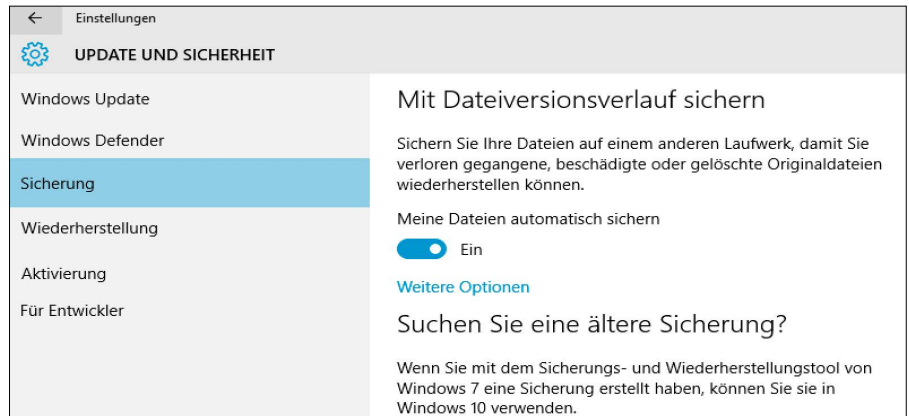 Einstellungen
UPDATE UND SICHERHEIT
Windows Update
Windows Defender
Sicherung
Wiederherstellung
Aktivierung
Für Entwickler
Mit Dateiversionsverlauf sichern
Sichern Sie Ihre Dateien auf einem anderen Laufwerk, damit Sie
verloren gegangene, beschädigte oder gelöschte Originaldateien
wiederherstellen können.
Meine Dateien automatisch sichern
Ein
Weitere Optionen
Suchen Sie eine ältere Sicherung?
Wenn Sie mit dem Sicherungs- und Wiederherstellungstool von
Windows 7 eine Sicherung erstellt haben, können Sie sie in
Windows 10 verwenden.